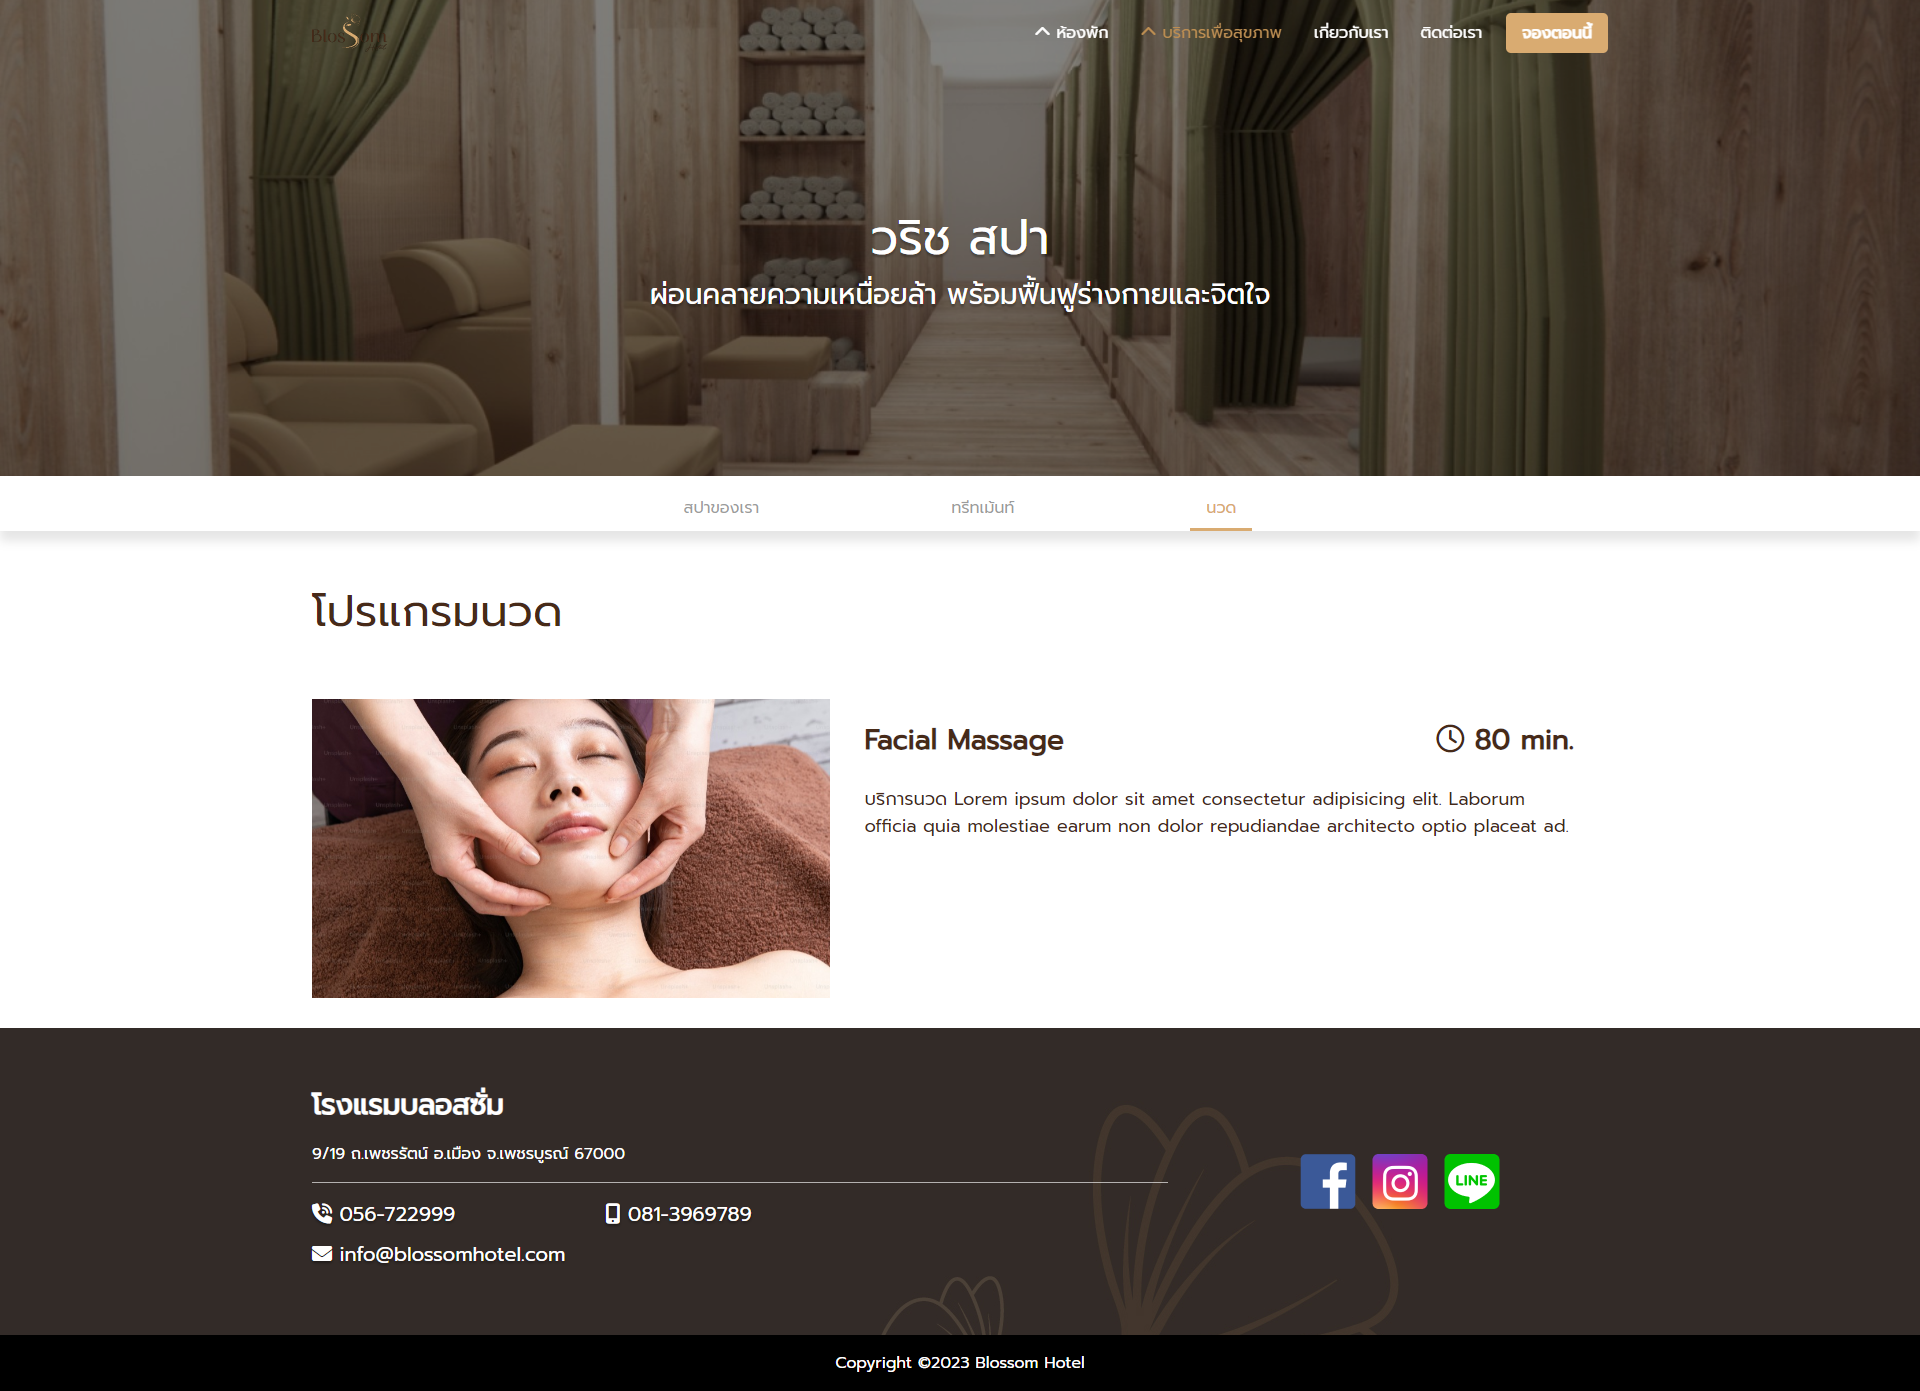 Blossom
ห้องพัก
บริการเพื่อสุขภาพ
เกี่ยวกับเรา
ติดต่อเรา
จองตอนนี้
วริช สปา
ผ่อนคลายความเหนื่อยล้า พร้อมฟื้นฟูร่างกายและจิตใจ
สปาของเรา
ทรีทเม้นท์
นวด
โปรแกรมนวด
Facial Massage
80 min.
บริการนวด Lorem ipsum dolor sit amet consectetur adipisicing elit. Laborum
officia quia molestiae earum non dolor repudiandae architecto optio placeat ad.
โรงแรมบลอสซั่ม
9/19 ถ.เพชรรัตน์ อ.เมือง จ.เพชรบูรณ์ 67000
056-722999
081-3969789
info@blossomhotel.com
LINE
Copyright ©2023 Blossom Hotel